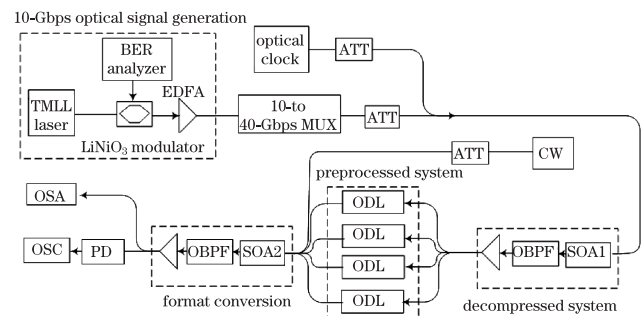 10-Gbps optical signal generation
BER
analyzer
optical
clock
ATT
EDFA
TMLL
laser
10-to
40-Gbps MUX
ATT
LiNiO3 modulator
ATT
CW
preprocessed system
OSA
ODL
ODL
ODL
ODL
OSC
PD
OBPF
SOA2
OBPF
SOA1
format conversion
decompressed system